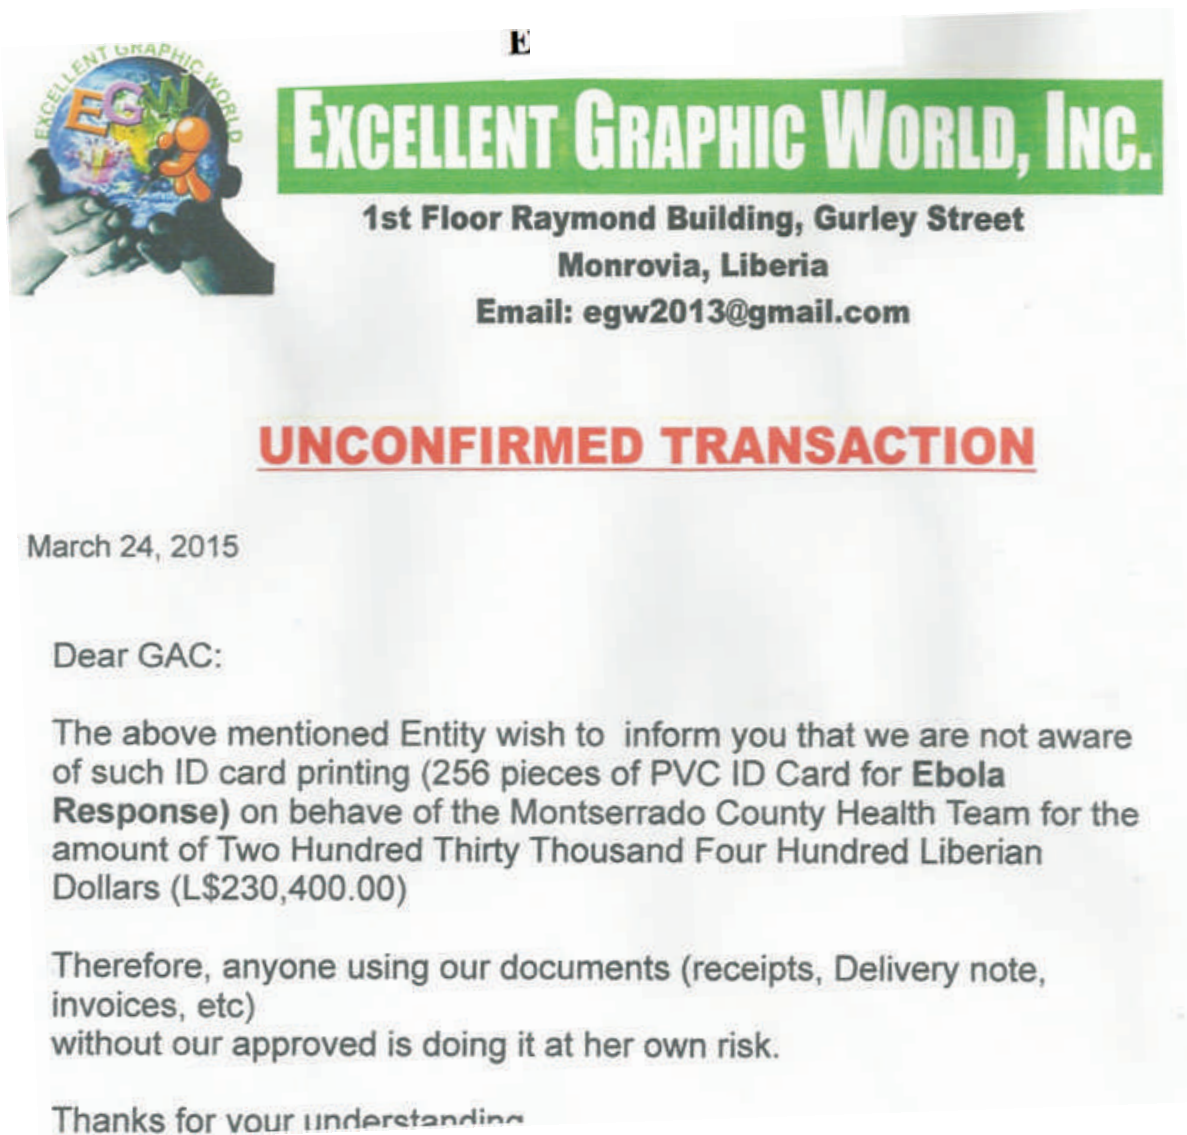 E
EXCELLENT GRAPHIC WORLD
EGW
EXCELLENT GRAPHIC WORLD, INC.
1st Floor Raymond Building, Gurley Street
Monrovia, Liberia
Email: egw2013@gmail.com
UNCONFIRMED TRANSACTION
March 24, 2015
Dear GAC:
The above mentioned Entity wish to inform you that we are not aware
of such ID card printing (256 pieces of PVC ID Card for Ebola
Response) on behave of the Montserrado County Health Team for the
amount of Two Hundred Thirty Thousand Four Hundred Liberian
Dollars (L$230,400.00)
Therefore, anyone using our documents (receipts, Delivery note,
invoices, etc)
without our approved is doing it at her own risk.
Thanks for your understanding